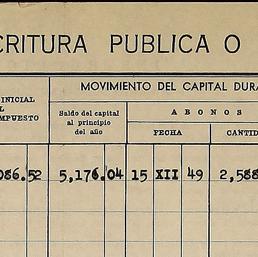 CRITURA PUBLICA O
MOVIMIENTO DEL CAPITAL DURA
INICIAL
L
MPUESTO
Saldo del capital
al principio
del año
ABONOS
FECHA
CANTID
086.52 5,176.04 15 XII 49 2,588